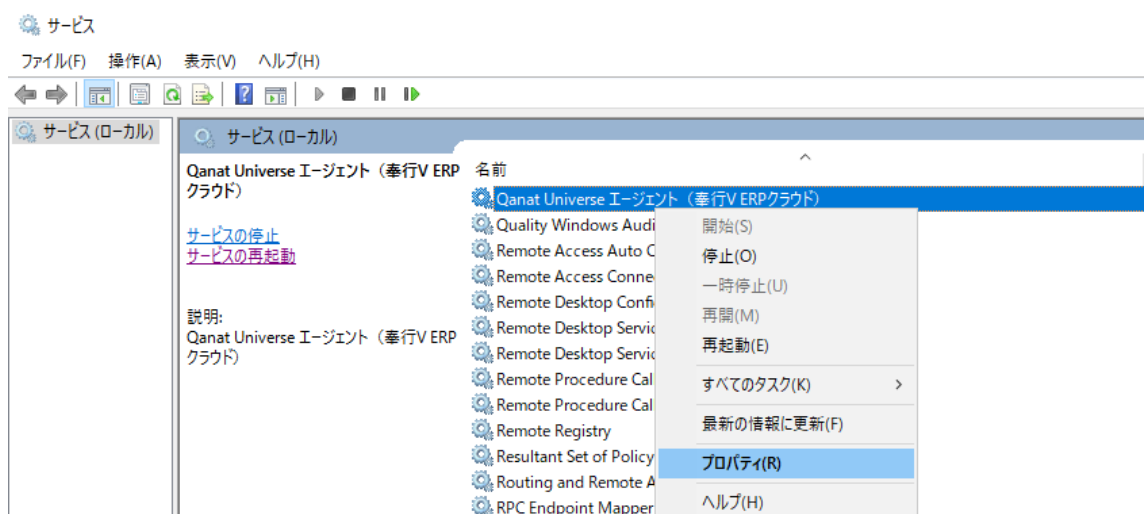 サービス
ファイル(F) 操作(A) 表示(V) ヘルプ(H)
サービス (ローカル)
サービス (ローカル)
Qanat Universe エージェント（奉行V ERP
クラウド）
サービスの停止
サービスの再起動
説明:
Qanat Universe エージェント（奉行V ERP
クラウド）
名前
Qanat Universe エージェント（奉行V ERPクラウド）
Quality Windows Audi
Remote Access Auto C
Remote Access Conne
Remote Desktop Confi
Remote Desktop Servic
Remote Desktop Servic
Remote Procedure Cal
Remote Procedure Cal
Remote Registry
Resultant Set of Policy
Routing and Remote A
RPC Endpoint Mapper
開始(S)
停止(O)
一時停止(U)
再開(M)
再起動(E)
すべてのタスク(K)
最新の情報に更新(F)
プロパティ(R)
ヘルプ(H)